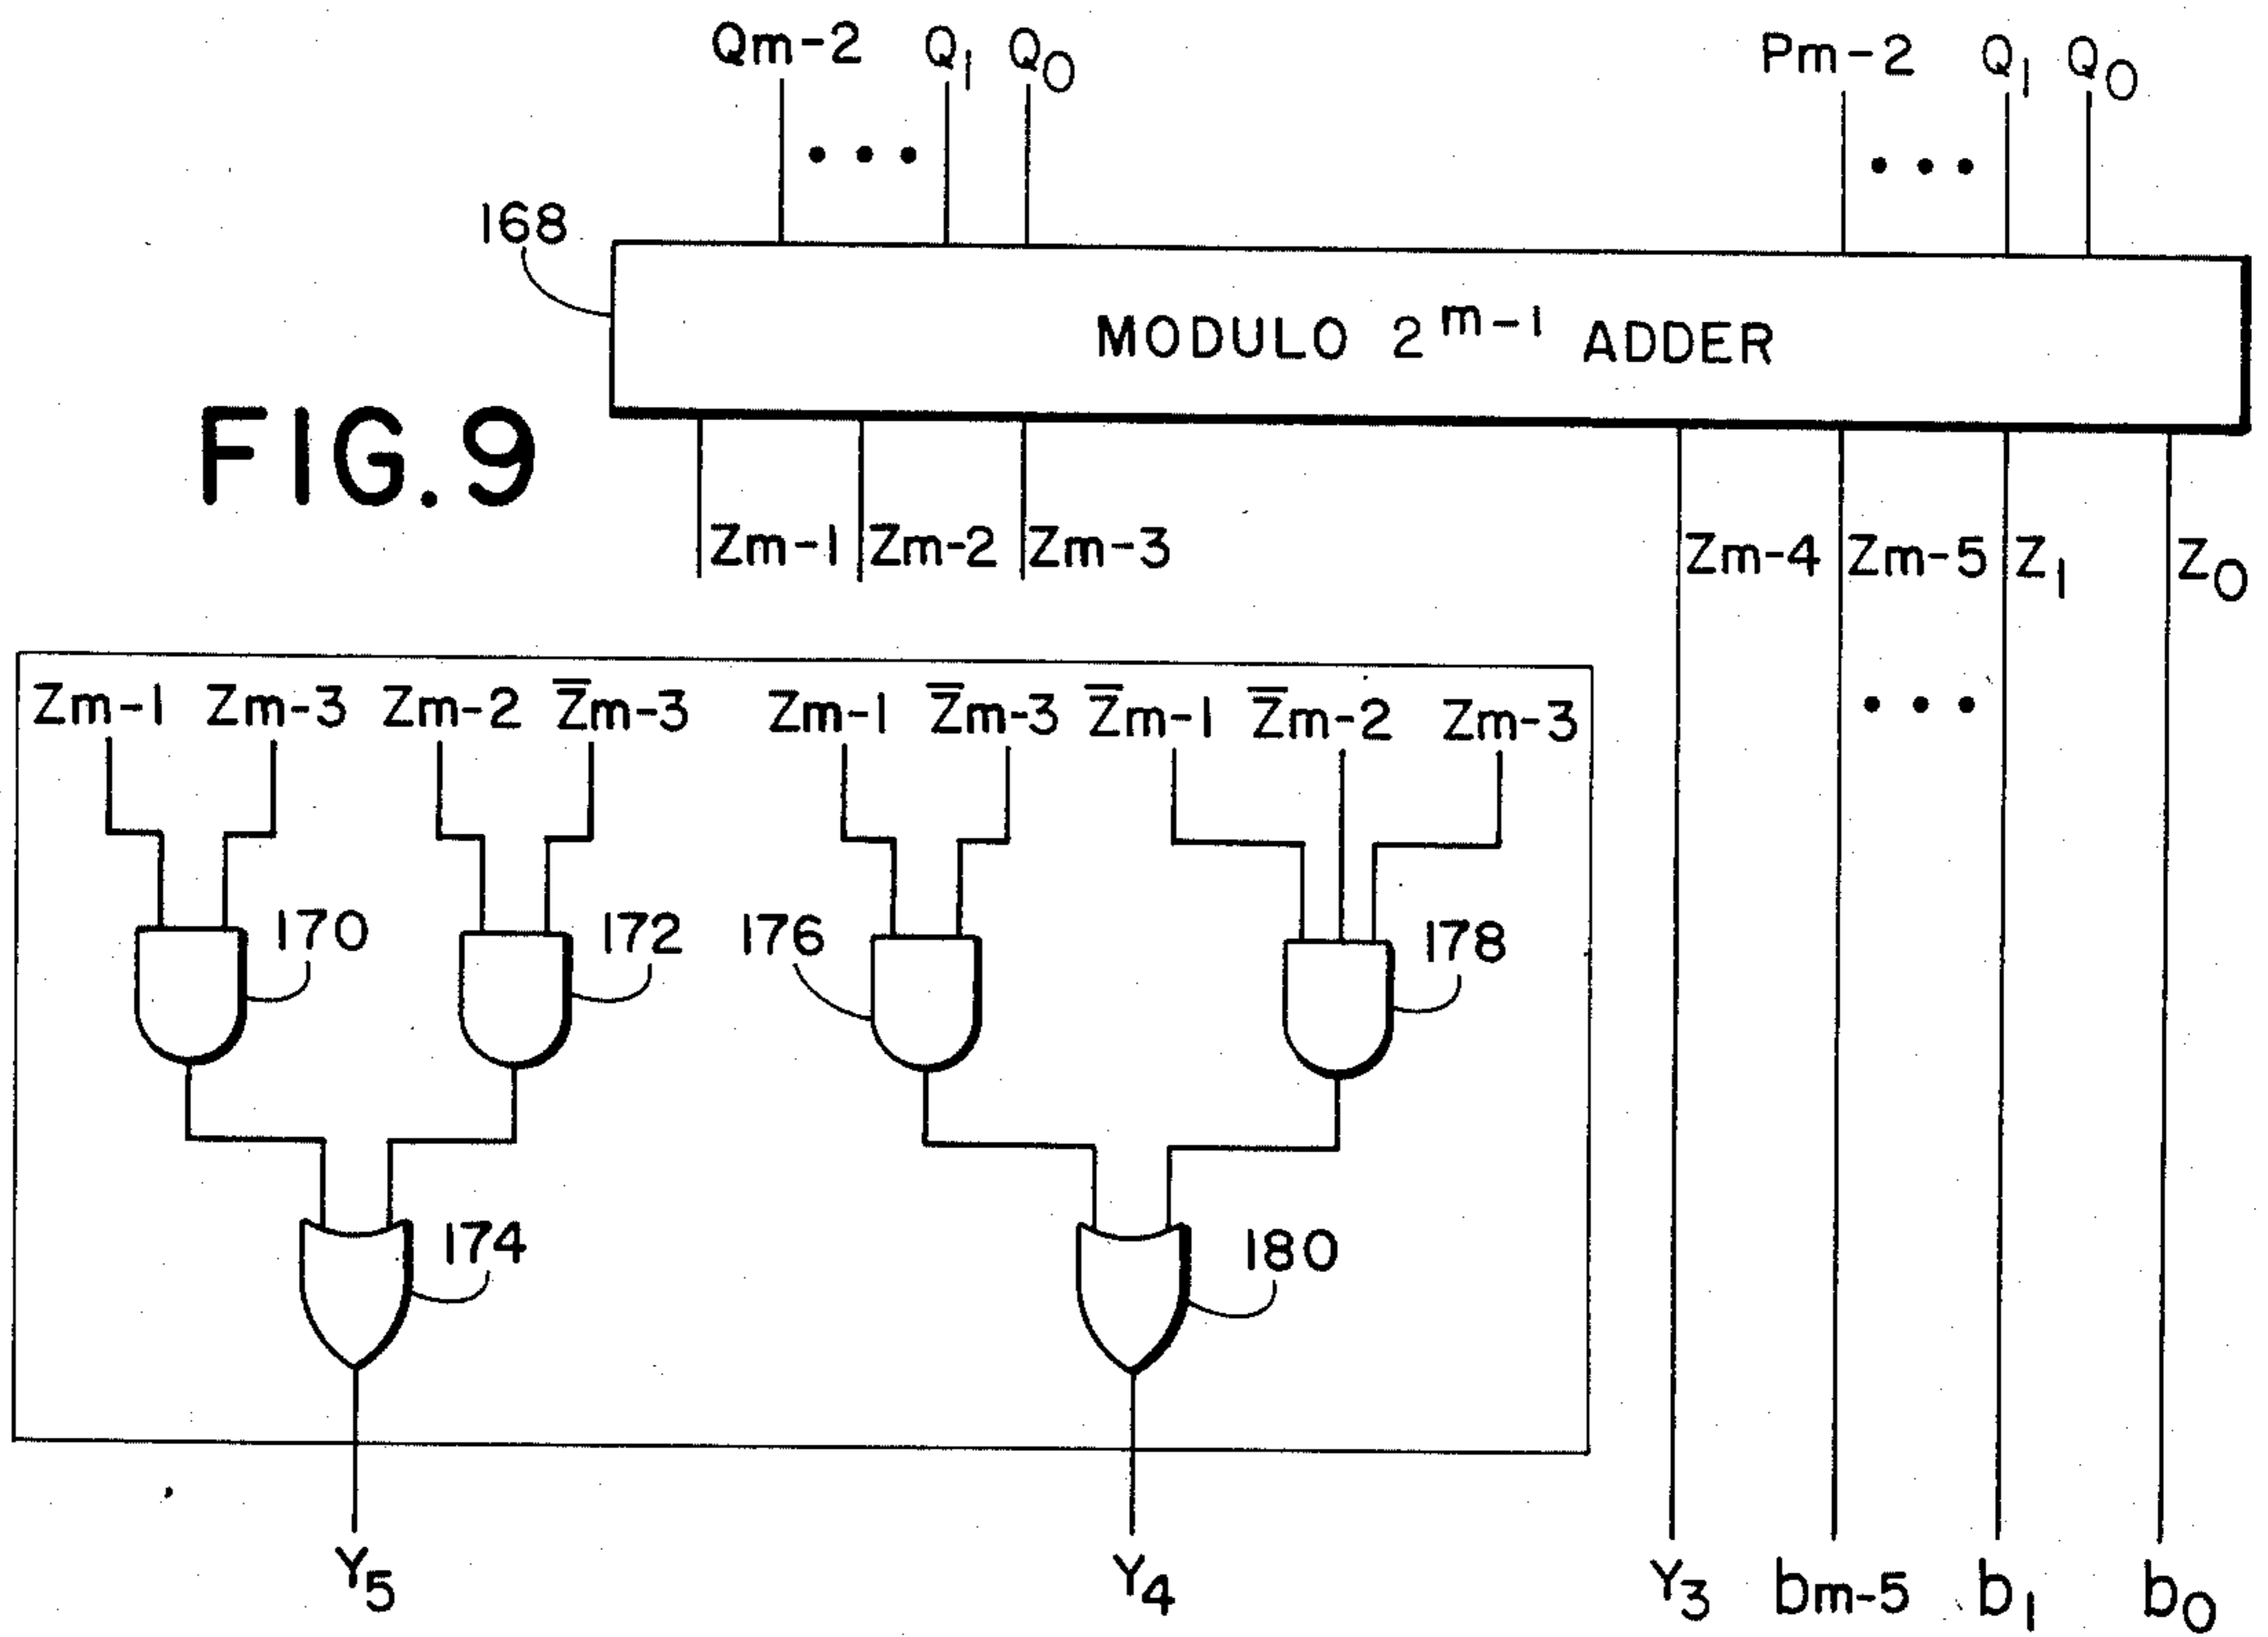 Qm-2 Q1 Q0 Pm-2 Q1 Q0
168
MODULO 2^m-1 ADDER
FIG. 9
Zm-1 Zm-2 Zm-3 Zm-4 Zm-5 Z1 Z0
Zm-1 Zm-3 Zm-2 Z̅m-3 Zm-1 Z̅m-3 Z̅m-1 Z̅m-2 Zm-3
170 172 176 178
174 180
Y5 Y4 Y3 bm-5 b1 b0